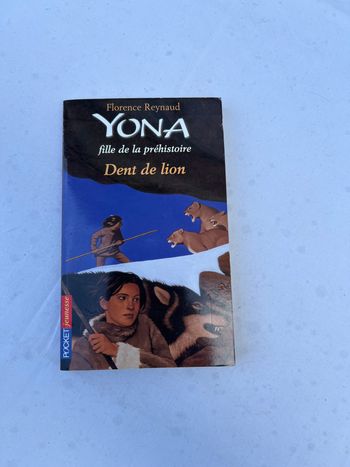 Florence Reynaud
YONA
fille de la préhistoire
Dent de lion
POCKET jeunesse